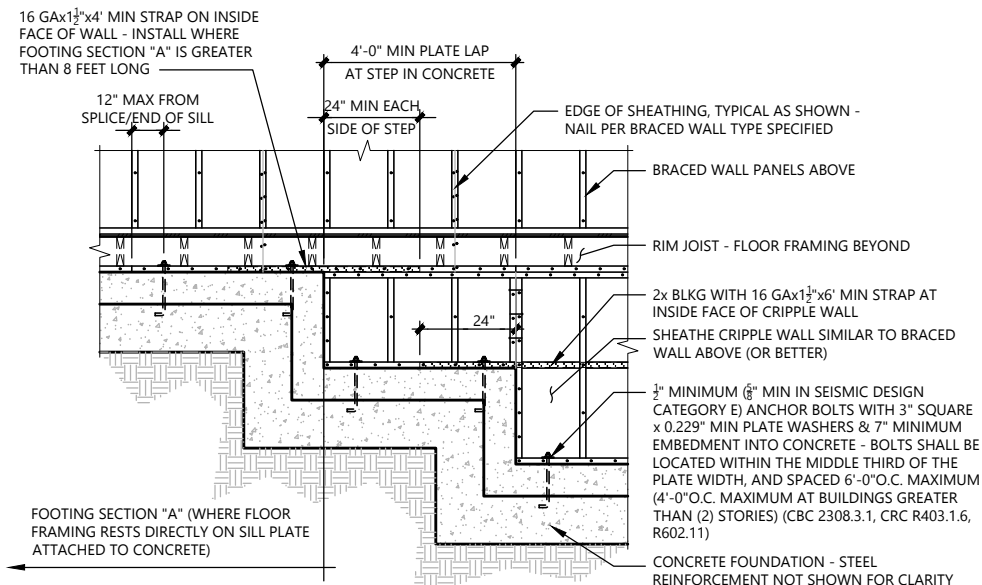 16 GAx1½"x4' MIN STRAP ON INSIDE
FACE OF WALL - INSTALL WHERE
FOOTING SECTION "A" IS GREATER
THAN 8 FEET LONG
4'-0" MIN PLATE LAP
AT STEP IN CONCRETE
12" MAX FROM
SPLICE/END OF SILL
24" MIN EACH
SIDE OF STEP
EDGE OF SHEATHING, TYPICAL AS SHOWN -
NAIL PER BRACED WALL TYPE SPECIFIED
BRACED WALL PANELS ABOVE
RIM JOIST - FLOOR FRAMING BEYOND
2x BLKG WITH 16 GAx1½"x6' MIN STRAP AT
INSIDE FACE OF CRIPPLE WALL
24"
SHEATHE CRIPPLE WALL SIMILAR TO BRACED
WALL ABOVE (OR BETTER)
½" MINIMUM (⅝" MIN IN SEISMIC DESIGN
CATEGORY E) ANCHOR BOLTS WITH 3" SQUARE
x 0.229" MIN PLATE WASHERS & 7" MINIMUM
EMBEDMENT INTO CONCRETE - BOLTS SHALL BE
LOCATED WITHIN THE MIDDLE THIRD OF THE
PLATE WIDTH, AND SPACED 6'-0"O.C. MAXIMUM
(4'-0"O.C. MAXIMUM AT BUILDINGS GREATER
THAN (2) STORIES) (CBC 2308.3.1, CRC R403.1.6,
R602.11)
FOOTING SECTION "A" (WHERE FLOOR
FRAMING RESTS DIRECTLY ON SILL PLATE
ATTACHED TO CONCRETE)
CONCRETE FOUNDATION - STEEL
REINFORCEMENT NOT SHOWN FOR CLARITY